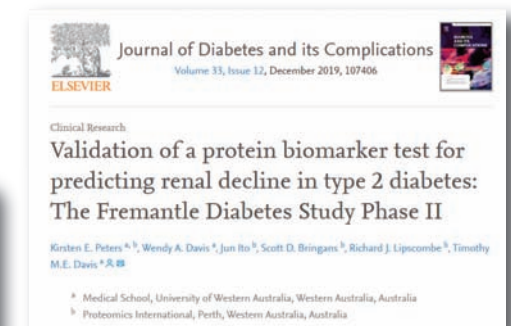 ELSEVIER
Journal of Diabetes and its Complications
Volume 33, Issue 12, December 2019, 107406
Clinical Research
Validation of a protein biomarker test for
predicting renal decline in type 2 diabetes:
The Fremantle Diabetes Study Phase II
Kirsten E. Peters a, b, Wendy A. Davis a, Jun Ito b, Scott D. Bringans b, Richard J. Lipscombe b, Timothy
M.E. Davis a
a Medical School, University of Western Australia, Western Australia, Australia
b Proteomics International, Perth, Western Australia, Australia